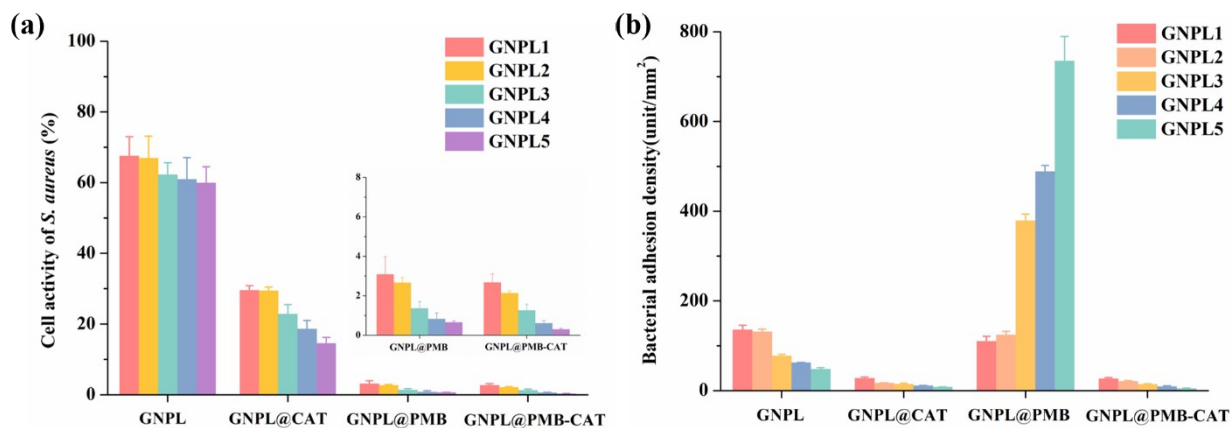 (a)
100
80
60
40
20
0
Cell activity of S. aureus (%)
GNPL1
GNPL2
GNPL3
GNPL4
GNPL5
8
6
4
2
0
GNPL@PMB GNPL@PMB-CAT
GNPL GNPL@CAT GNPL@PMB GNPL@PMB-CAT
(b)
800
600
400
200
0
Bacterial adhesion density(unit/mm²)
GNPL1
GNPL2
GNPL3
GNPL4
GNPL5
GNPL GNPL@CAT GNPL@PMB GNPL@PMB-CAT